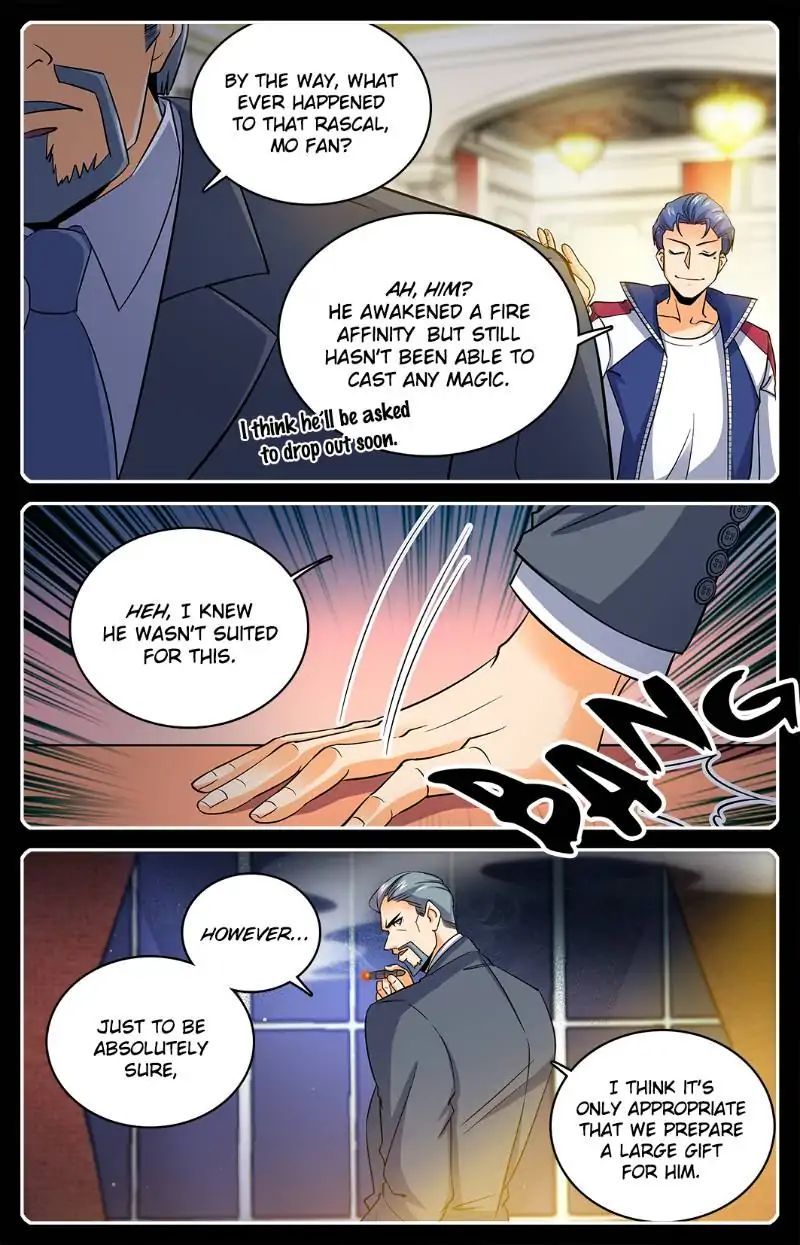 BY THE WAY, WHAT
EVER HAPPENED
TO THAT RASCAL,
MO FAN?
AH, HIM?
HE AWAKENED A FIRE
AFFINITY BUT STILL
HASN'T BEEN ABLE TO
CAST ANY MAGIC.
I think he'll be asked
to drop out soon.
HEH, I KNEW
HE WASN'T SUITED
FOR THIS.
BANG
HOWEVER...
JUST TO BE
ABSOLUTELY
SURE,
I THINK IT'S
ONLY APPROPRIATE
THAT WE PREPARE
A LARGE GIFT
FOR HIM.